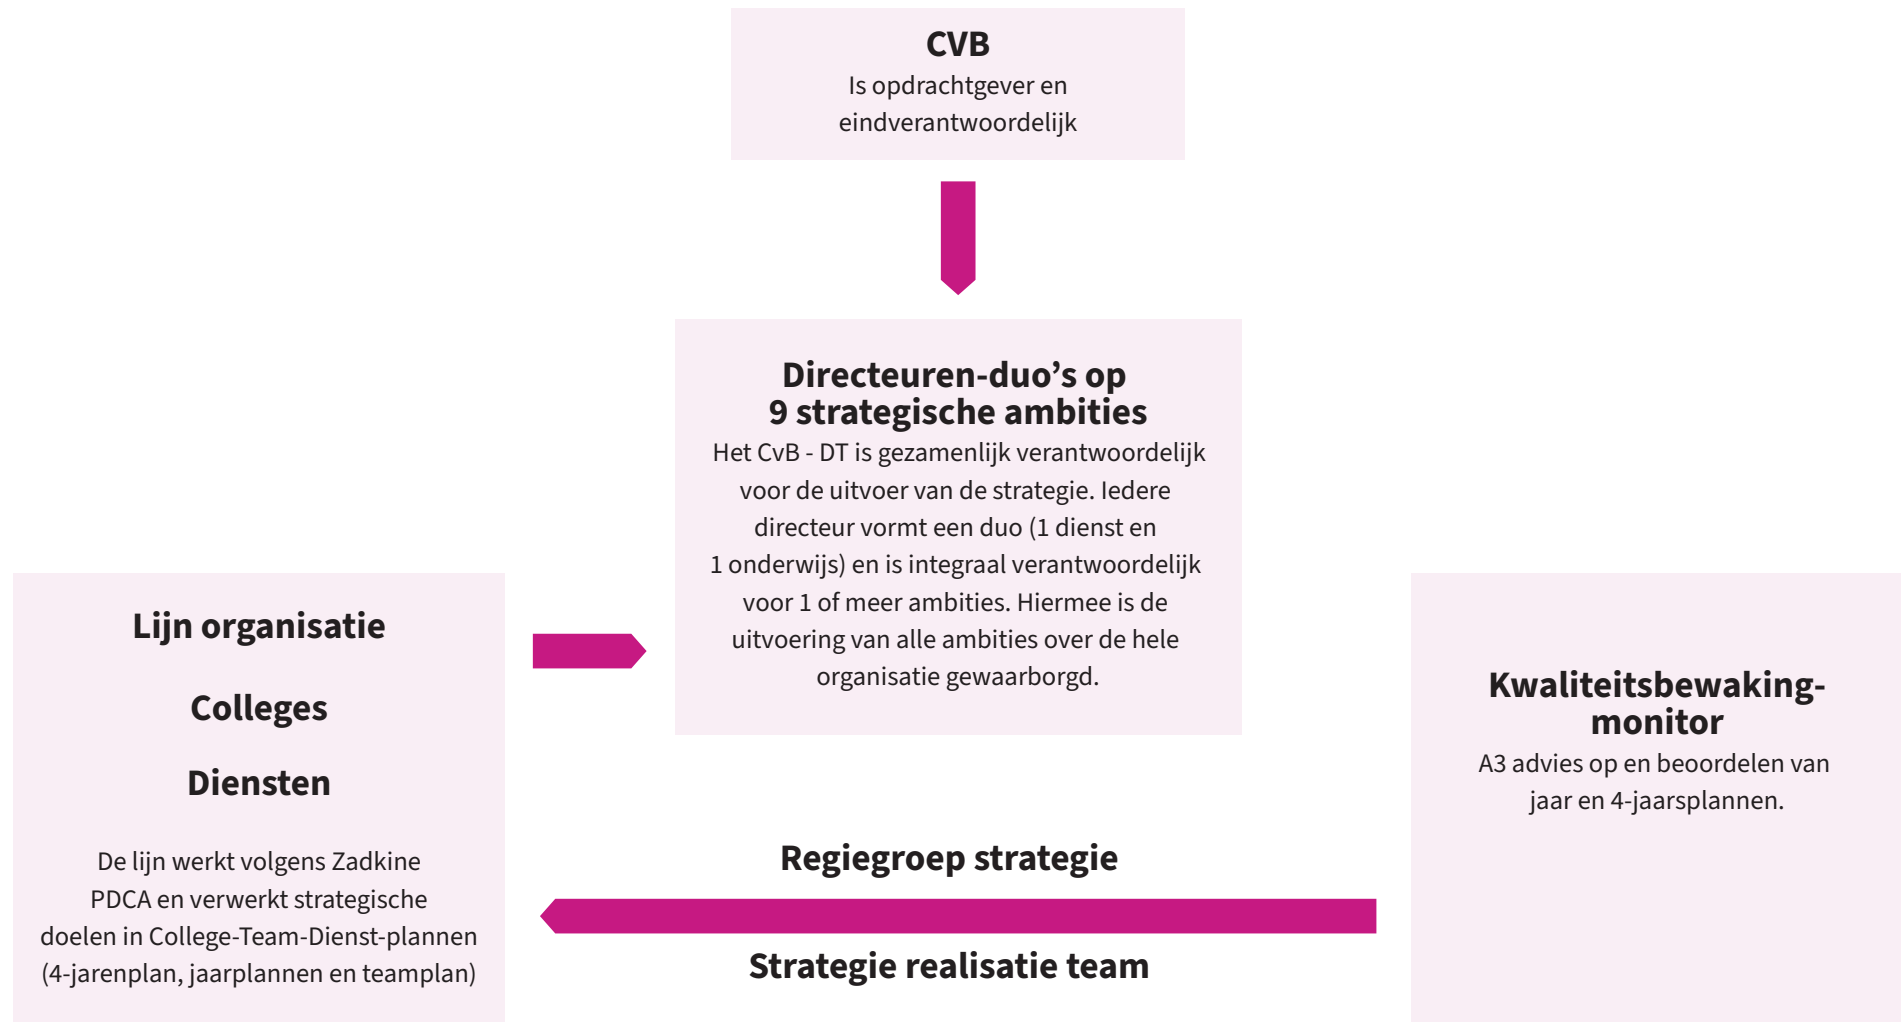 CVB
Is opdrachtgever en
eindverantwoordelijk
Directeuren-duo’s op
9 strategische ambities
Het CvB - DT is gezamenlijk verantwoordelijk
voor de uitvoer van de strategie. Iedere
directeur vormt een duo (1 dienst en
1 onderwijs) en is integraal verantwoordelijk
voor 1 of meer ambities. Hiermee is de
uitvoering van alle ambities over de hele
organisatie gewaarborgd.
Lijn organisatie
Colleges
Diensten
De lijn werkt volgens Zadkine
PDCA en verwerkt strategische
doelen in College-Team-Dienst-plannen
(4-jarenplan, jaarplannen en teamplan)
Regiegroep strategie
Strategie realisatie team
Kwaliteitsbewaking-
monitor
A3 advies op en beoordelen van
jaar en 4-jaarsplannen.